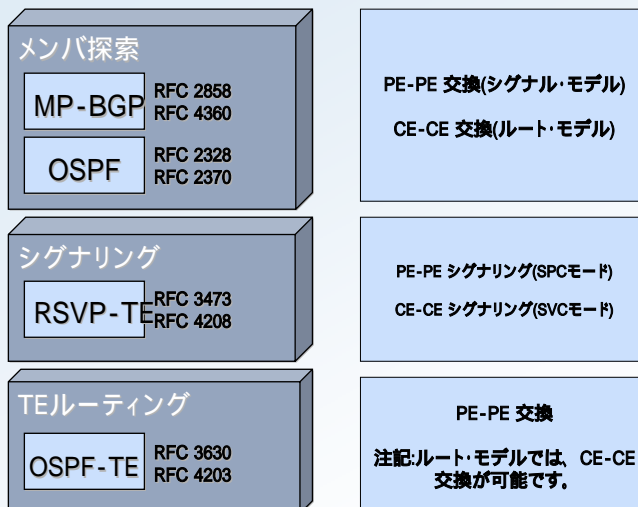 メンバ探索
MP-BGP
RFC 2858
RFC 4360
OSPF
RFC 2328
RFC 2370
PE-PE 交換(シグナル・モデル)
CE-CE 交換(ルート・モデル)
シグナリング
RSVP-TE
RFC 3473
RFC 4208
PE-PE シグナリング(SPCモード)
CE-CE シグナリング(SVCモード)
TEルーティング
OSPF-TE
RFC 3630
RFC 4203
PE-PE 交換
注記:ルート・モデルでは、CE-CE
交換が可能です。